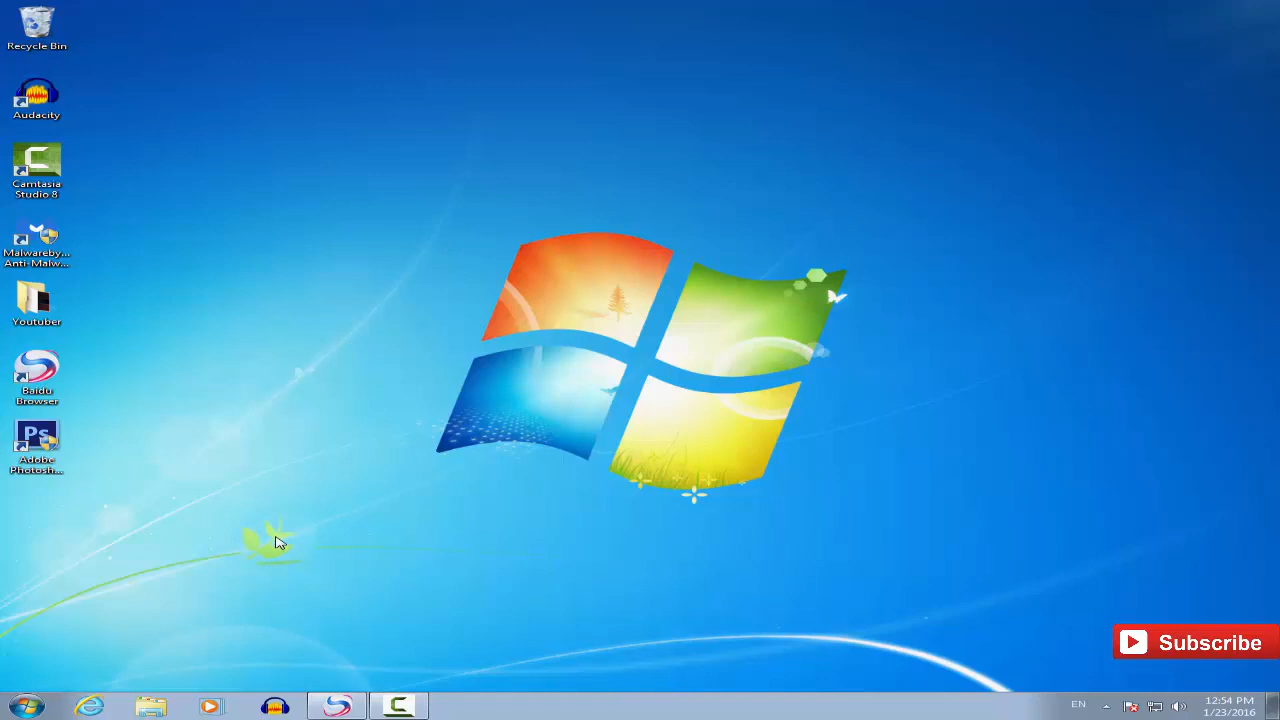 Recycle Bin
Audacity
Camtasia
Studio 8
Malwareby...
Anti-Malw...
Youtuber
Baidu
Browser
Ps
Adobe
Photosh...
Subscribe
EN
12:54 PM
1/23/2016